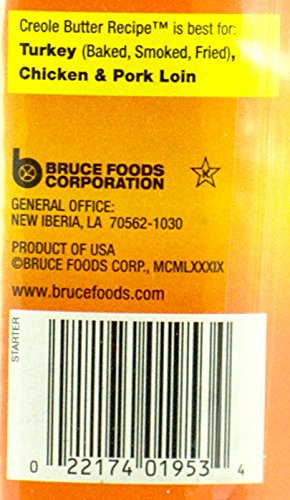 Creole Butter Recipe™ is best for:
Turkey (Baked, Smoked, Fried),
Chicken & Pork Loin
b BRUCE FOODS
CORPORATION
K
GENERAL OFFICE:
NEW IBERIA, LA 70562-1030
PRODUCT OF USA
©BRUCE FOODS CORP., MCMLXXXIX
www.brucefoods.com
STARTER
0 22174 01953 4